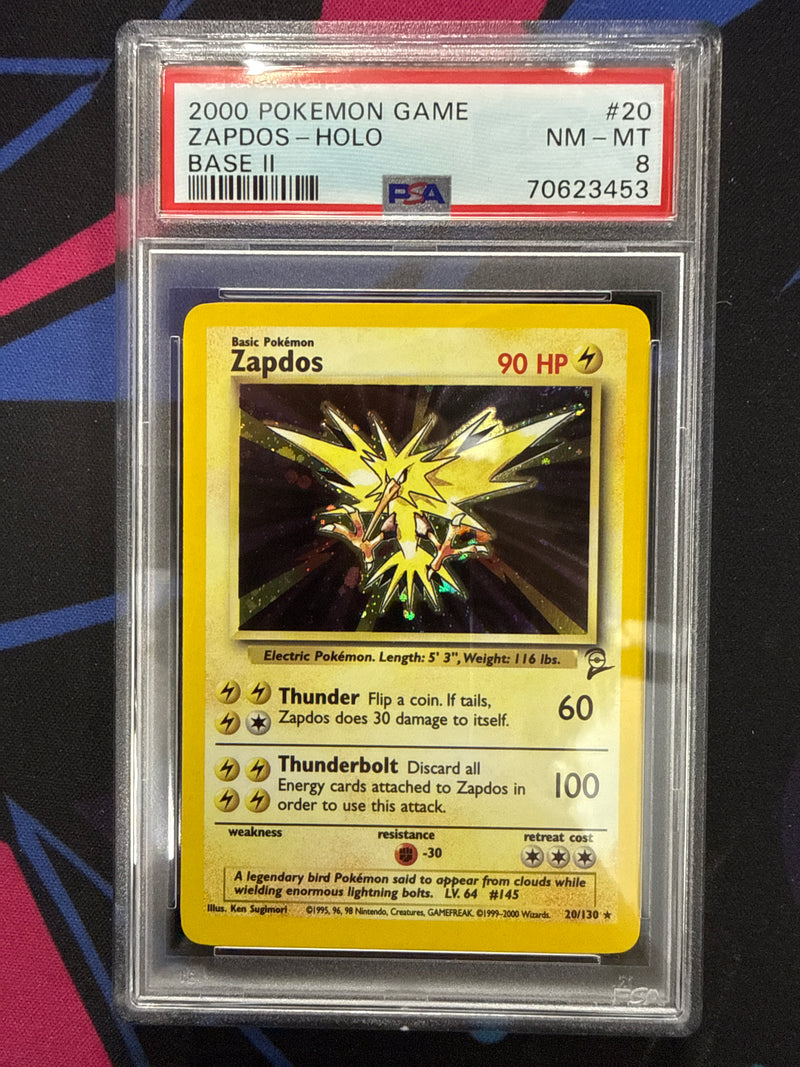 2000 POKEMON GAME #20
ZAPDOS-HOLO NM-MT
BASE II 8
PSA 70623453
Basic Pokémon
Zapdos 90 HP
Electric Pokémon. Length: 5' 3", Weight: 116 lbs.
Thunder Flip a coin. If tails,
Zapdos does 30 damage to itself. 60
Thunderbolt Discard all
Energy cards attached to Zapdos in
order to use this attack. 100
weakness resistance retreat cost
-30
A legendary bird Pokémon said to appear from clouds while
wielding enormous lightning bolts. LV. 64 #145
Illus. Ken Sugimori ©1995, 96, 98 Nintendo, Creatures, GAMEFREAK. ©1999-2000 Wizards. 20/130 ★
PSA